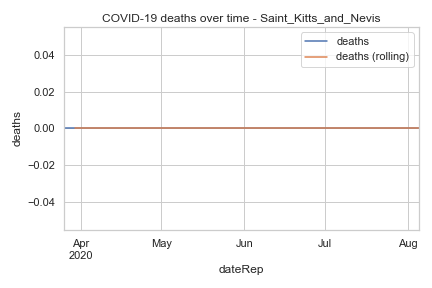 COVID-19 deaths over time - Saint_Kitts_and_Nevis
deaths
deaths (rolling)
0.04
0.02
0.00
−0.02
−0.04
deaths
Apr
2020
May
Jun
Jul
Aug
dateRep